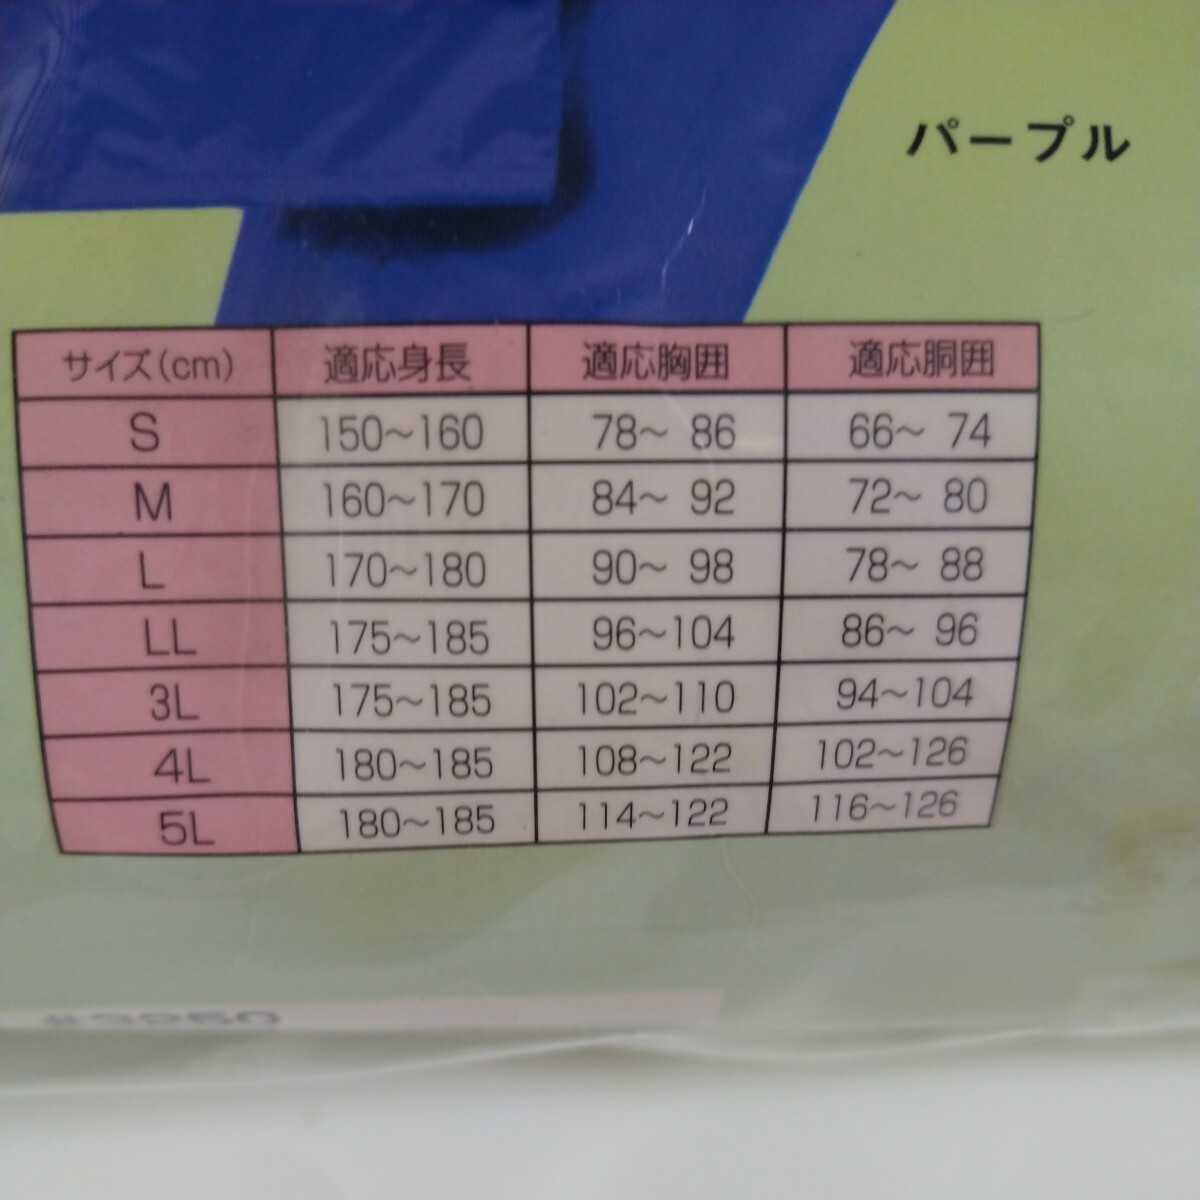 パープル
サイズ(cm) 適応身長 適応胸囲 適応胴囲
S 150〜160 78〜 86 66〜 74
M 160〜170 84〜 92 72〜 80
L 170〜180 90〜 98 78〜 88
LL 175〜185 96〜104 86〜 96
3L 175〜185 102〜110 94〜104
4L 180〜185 108〜122 102〜126
5L 180〜185 114〜122 116〜126